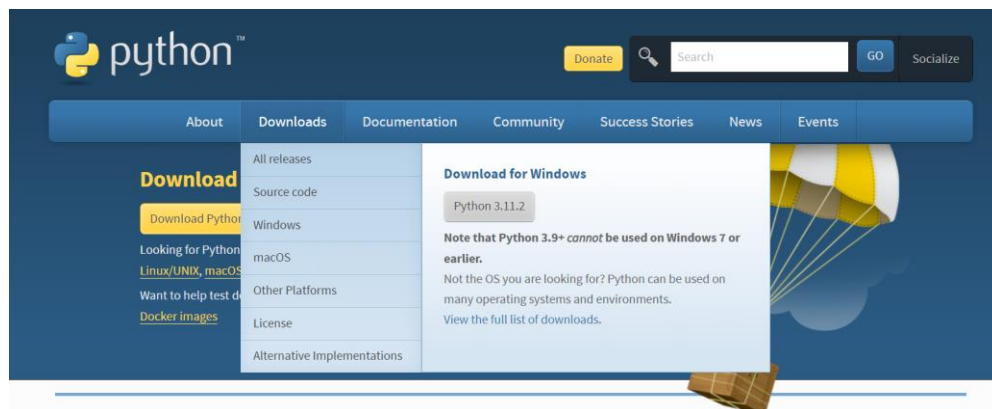 python™
Donate
Search
GO
Socialize
About Downloads Documentation Community Success Stories News Events
Download
Download Python
Looking for Python
Linux/UNIX, macOS
Want to help test
Docker images
All releases
Source code
Windows
macOS
Other Platforms
License
Alternative Implementations
Download for Windows
Python 3.11.2
Note that Python 3.9+ cannot be used on Windows 7 or
earlier.
Not the OS you are looking for? Python can be used on
many operating systems and environments.
View the full list of downloads.